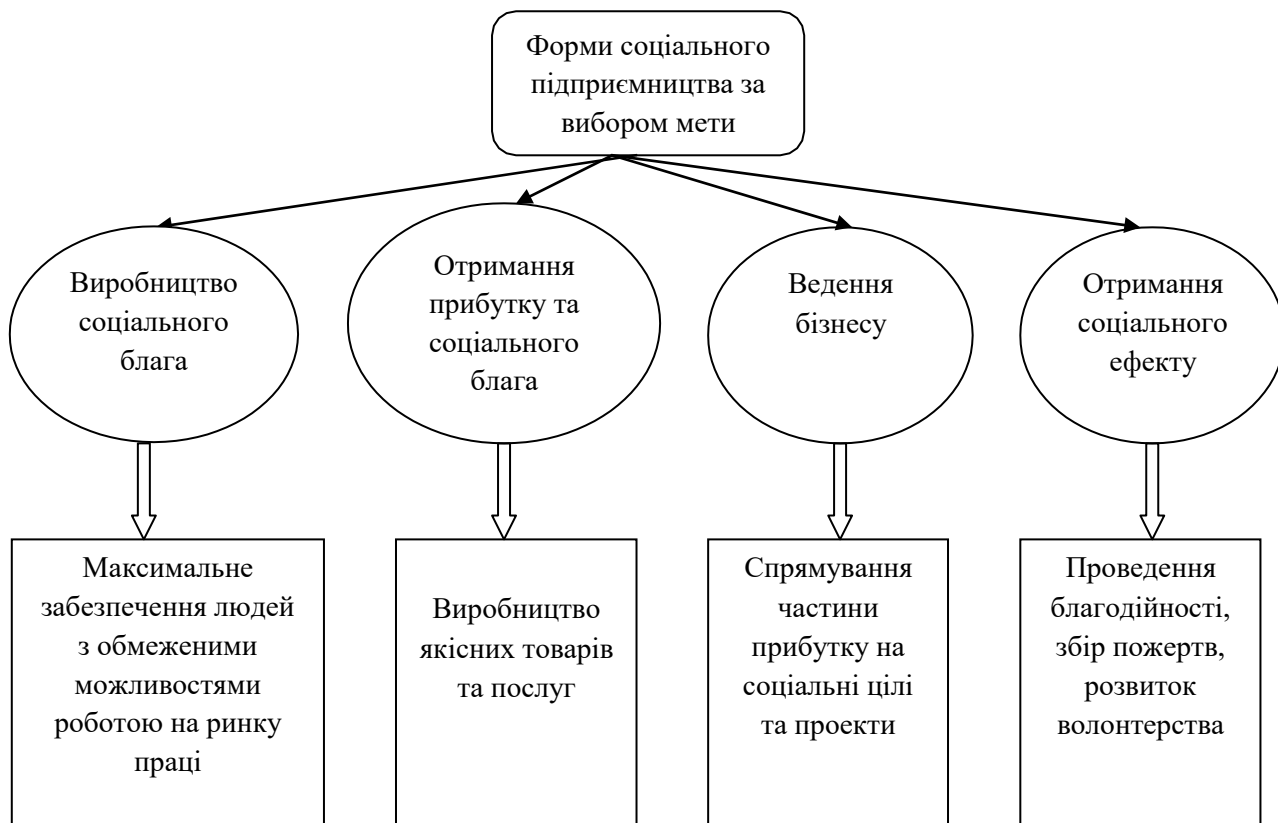 Форми соціального
підприємництва за
вибором мети
Виробництво
соціального
блага
Отримання
прибутку та
соціального
блага
Ведення
бізнесу
Отримання
соціального
ефекту
Максимальне
забезпечення людей
з обмеженими
можливостями
роботою на ринку
праці
Виробництво
якісних товарів
та послуг
Спрямування
частини
прибутку на
соціальні цілі
та проекти
Проведення
благодійності,
збір пожертв,
розвиток
волонтерства